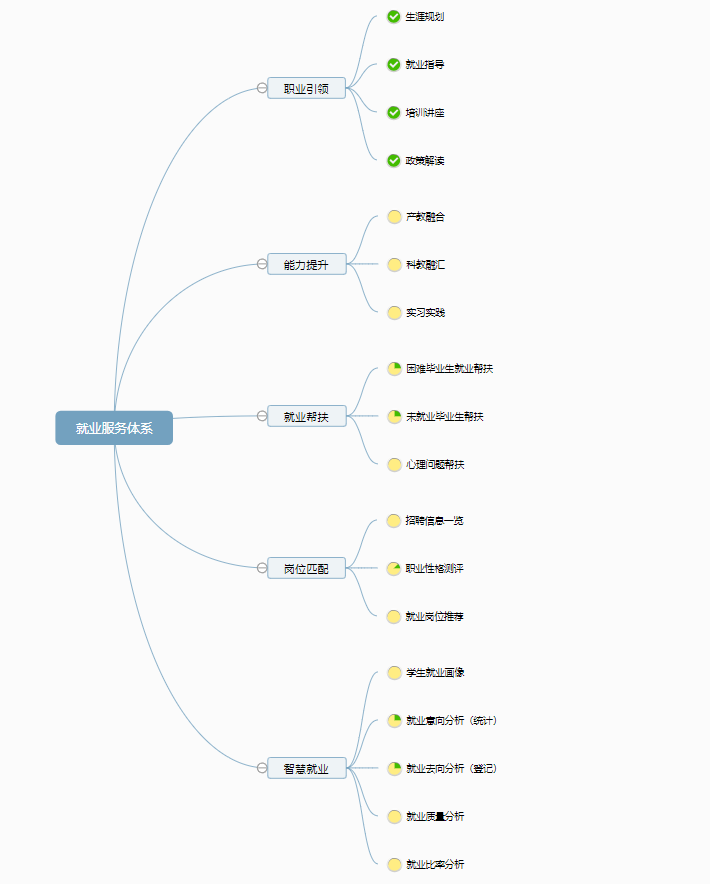 生涯规划
就业指导
职业引领
培训讲座
政策解读
产教融合
能力提升
科教融汇
实习实践
困难毕业生就业帮扶
就业帮扶
未就业毕业生帮扶
就业服务体系
心理问题帮扶
招聘信息一览
岗位匹配
职业性格测评
就业岗位推荐
学生就业画像
就业意向分析（统计）
智慧就业
就业去向分析（登记）
就业质量分析
就业比率分析